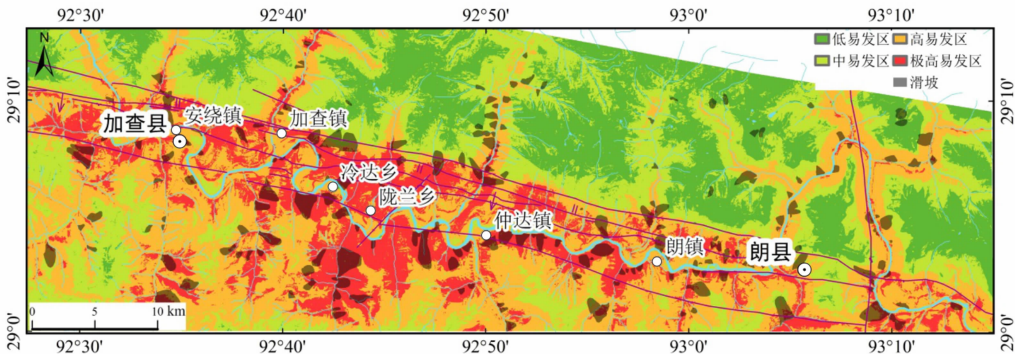 92°30′ 92°40′ 92°50′ 93°0′ 93°10′
N
低易发区 高易发区
中易发区 极高易发区
滑坡
29°10′ 29°10′
安绕镇
加查县
加查镇
冷达乡
陇兰乡
仲达镇
朗镇
朗县
0 5 10 km
29°0′ 29°0′
92°30′ 92°40′ 92°50′ 93°0′ 93°10′